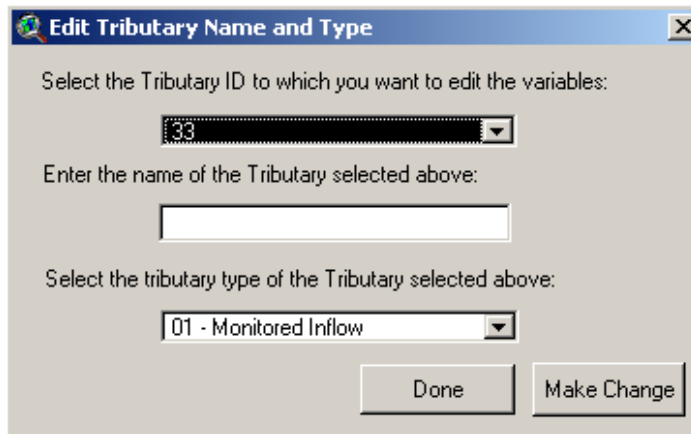 Edit Tributary Name and Type
Select the Tributary ID to which you want to edit the variables:
33
Enter the name of the Tributary selected above:
Select the tributary type of the Tributary selected above:
01 - Monitored Inflow
Done Make Change